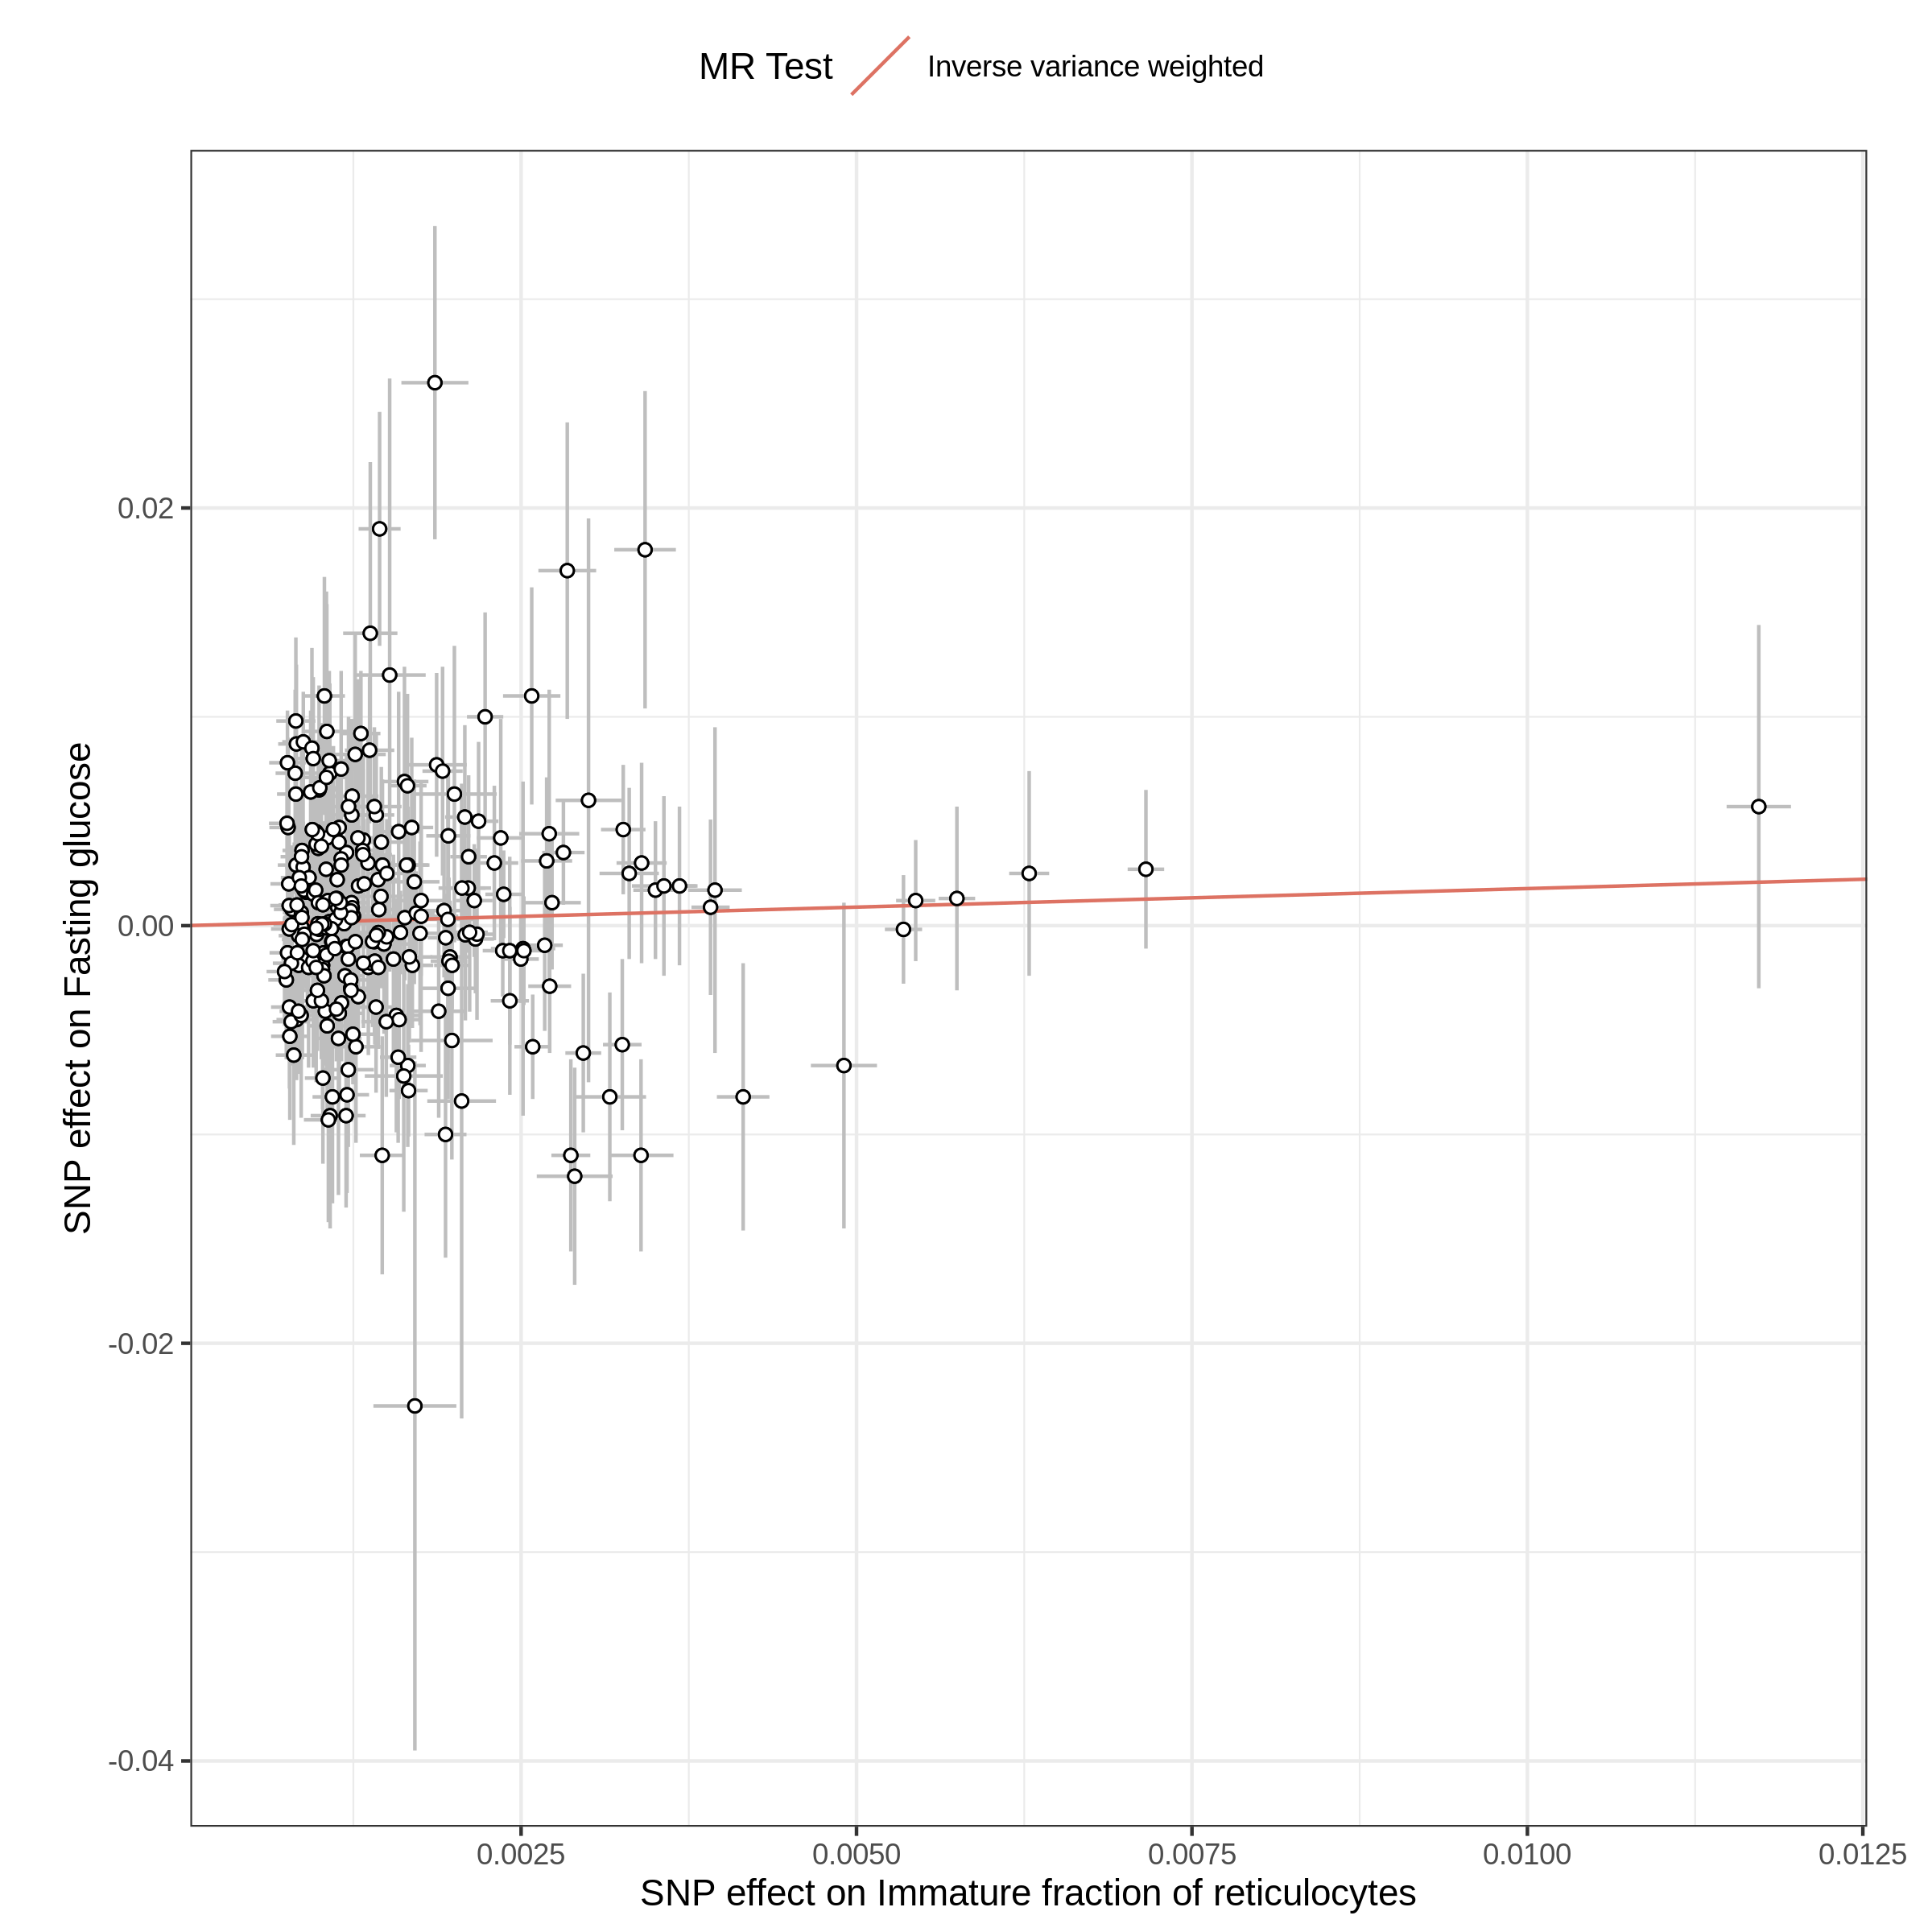 MR Test Inverse variance weighted
0.02
0.00
-0.02
-0.04
SNP effect on Fasting glucose
0.0025 0.0050 0.0075 0.0100 0.0125
SNP effect on Immature fraction of reticulocytes